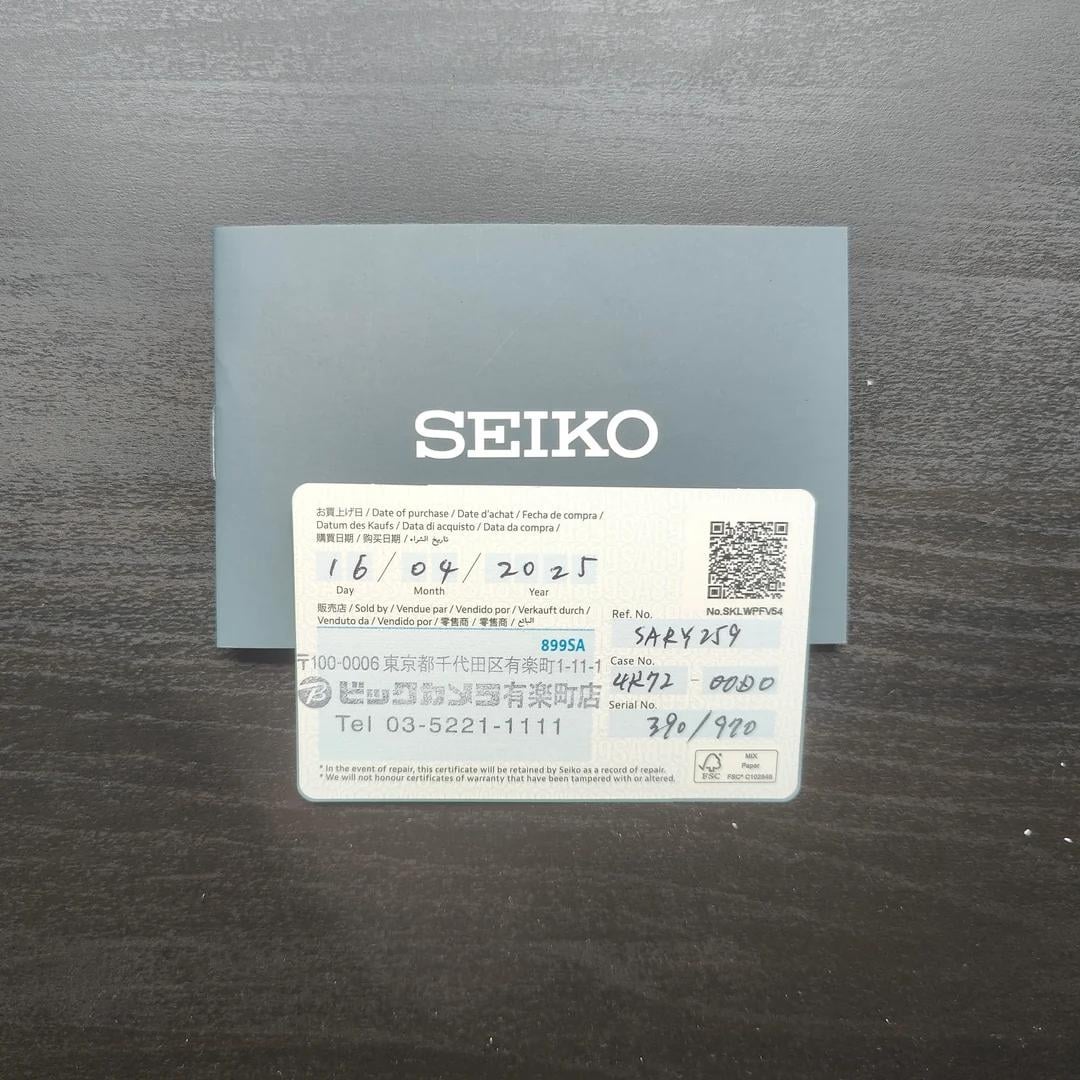 SEIKO
お買上げ日 / Date of purchase / Date d'achat / Fecha de compra /
Datum des Kaufs / Data di acquisto / Data da compra /
購買日期 / 购买日期 / تاريخ الشراء
16 / 04 / 2025
Day Month Year
販売店 / Sold by / Vendue par / Vendido por / Verkauft durch /
Venduto da / Vendido por / 零售商 / 零售商 / البائع
899SA
〒100-0006 東京都千代田区有楽町1-11-1
B ビックカメラ有楽町店
Tel 03-5221-1111
* In the event of repair, this certificate will be retained by Seiko as a record of repair.
* We will not honour certificates of warranty that have been tampered with or altered.
No.SKLWPFV54
Ref. No.
SARY259
Case No.
4R72 - 00D0
Serial No.
390/970
FSC
MIX
Paper
FSC® C102848